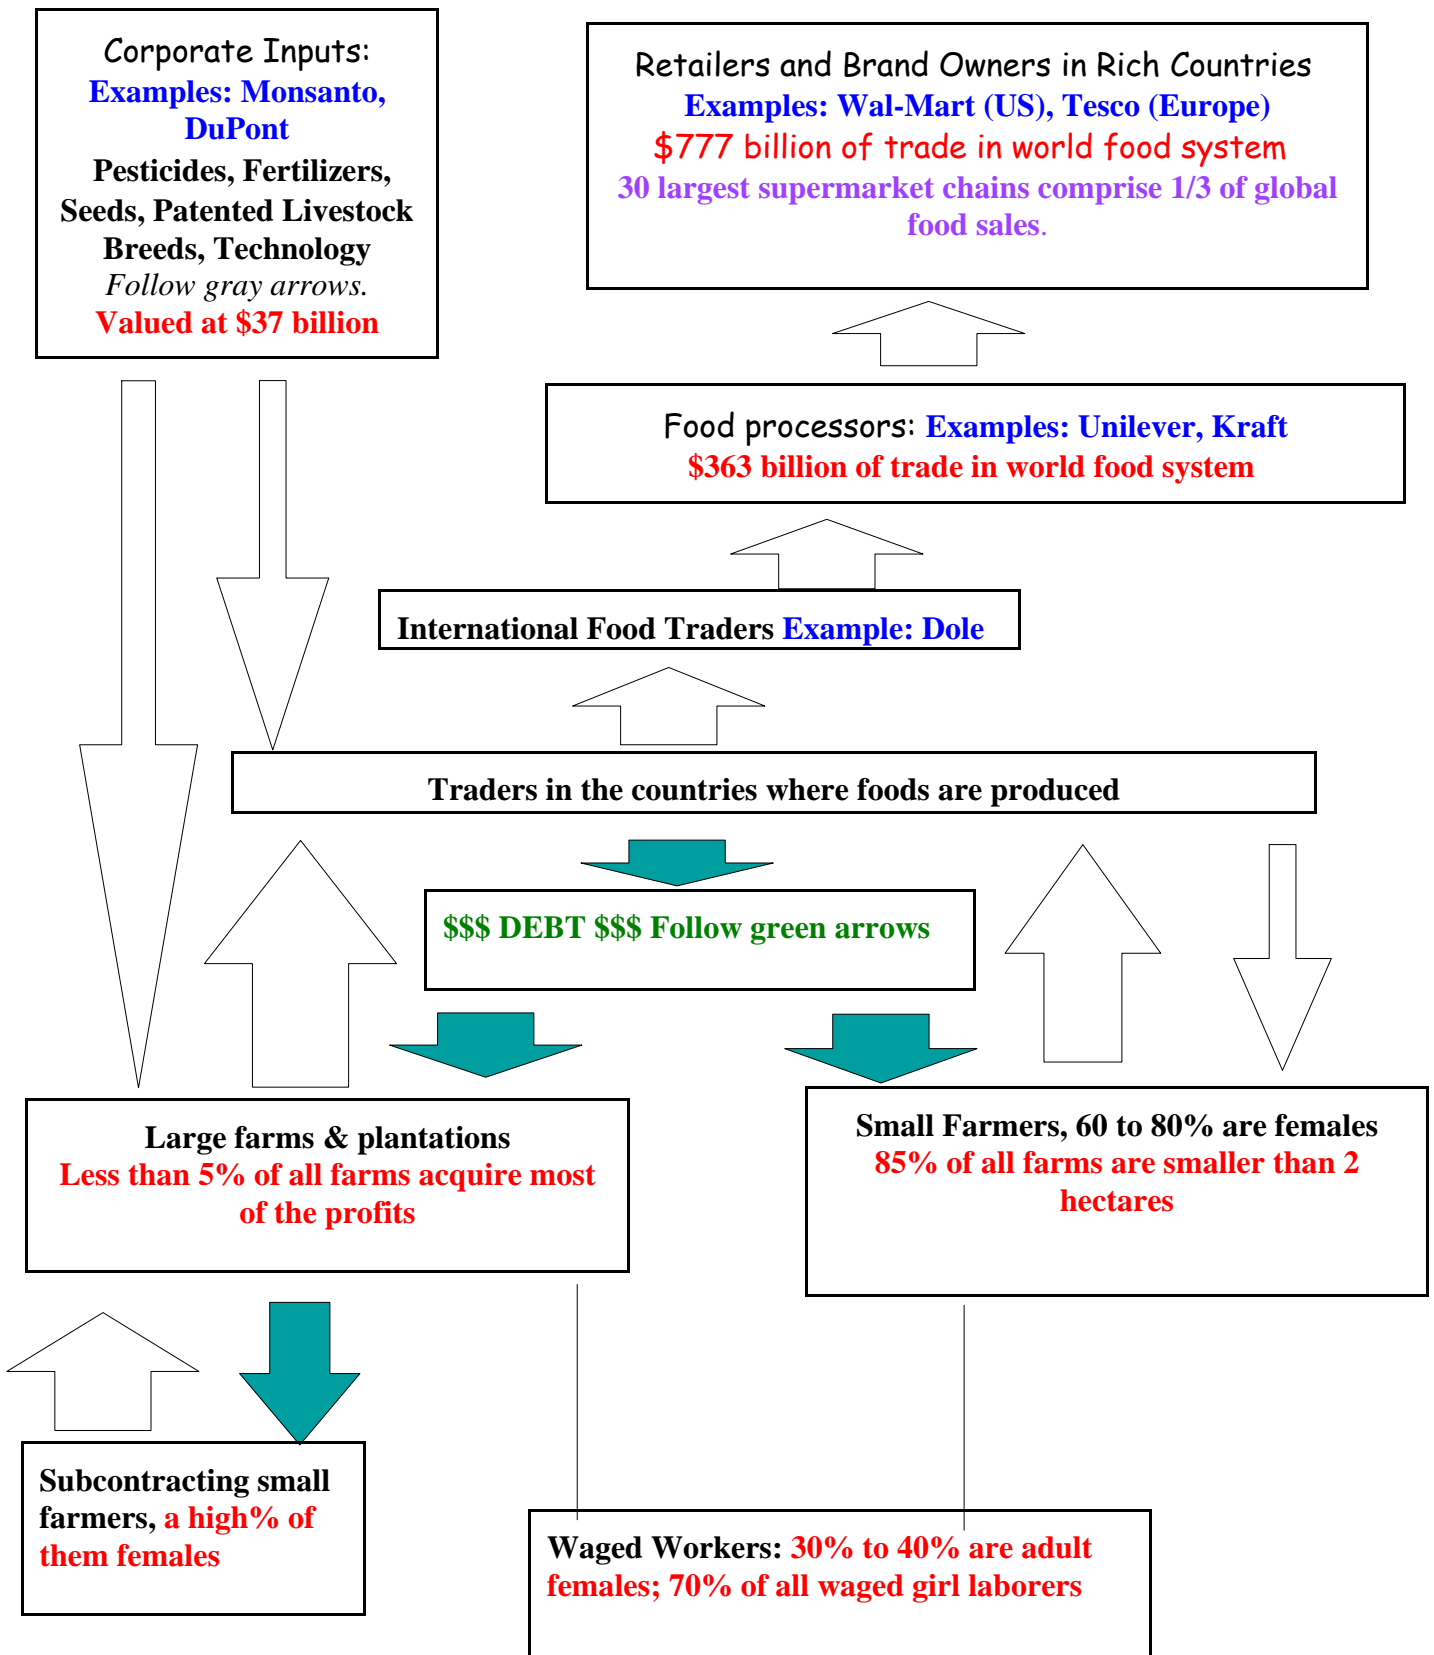 Corporate Inputs:
Examples: Monsanto,
DuPont
Pesticides, Fertilizers,
Seeds, Patented Livestock
Breeds, Technology
Follow gray arrows.
Valued at $37 billion
Retailers and Brand Owners in Rich Countries
Examples: Wal-Mart (US), Tesco (Europe)
$777 billion of trade in world food system
30 largest supermarket chains comprise 1/3 of global
food sales.
Food processors: Examples: Unilever, Kraft
$363 billion of trade in world food system
International Food Traders Example: Dole
Traders in the countries where foods are produced
$$$ DEBT $$$ Follow green arrows
Large farms & plantations
Less than 5% of all farms acquire most
of the profits
Small Farmers, 60 to 80% are females
85% of all farms are smaller than 2
hectares
Subcontracting small
farmers, a high% of
them females
Waged Workers: 30% to 40% are adult
females; 70% of all waged girl laborers